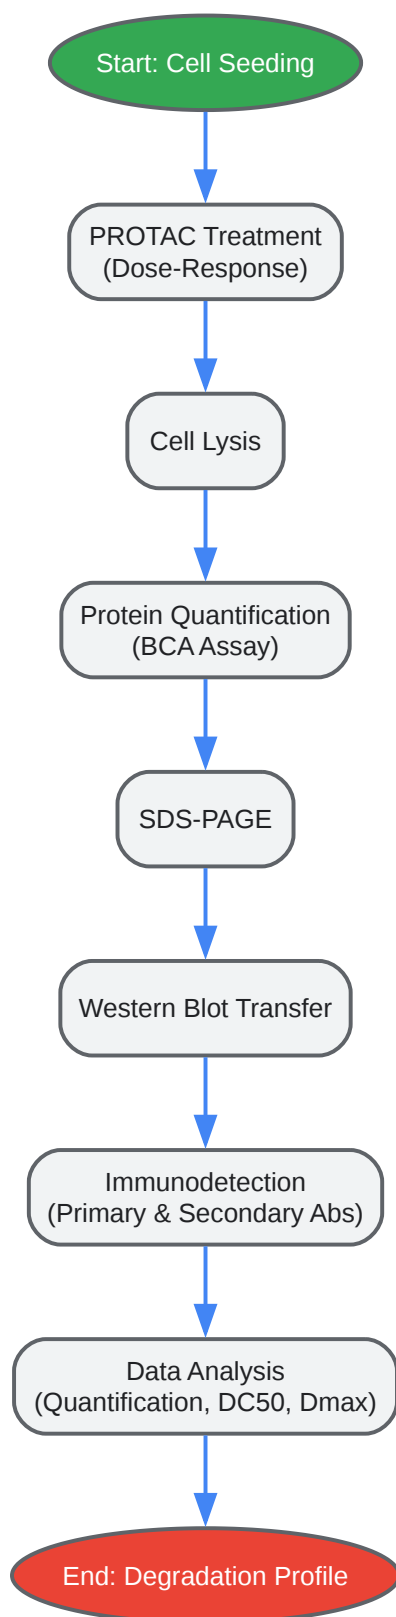 Start: Cell Seeding
PROTAC Treatment
(Dose-Response)
Cell Lysis
Protein Quantification
(BCA Assay)
SDS-PAGE
Western Blot Transfer
Immunodetection
(Primary & Secondary Abs)
Data Analysis
(Quantification, DC50, Dmax)
End: Degradation Profile